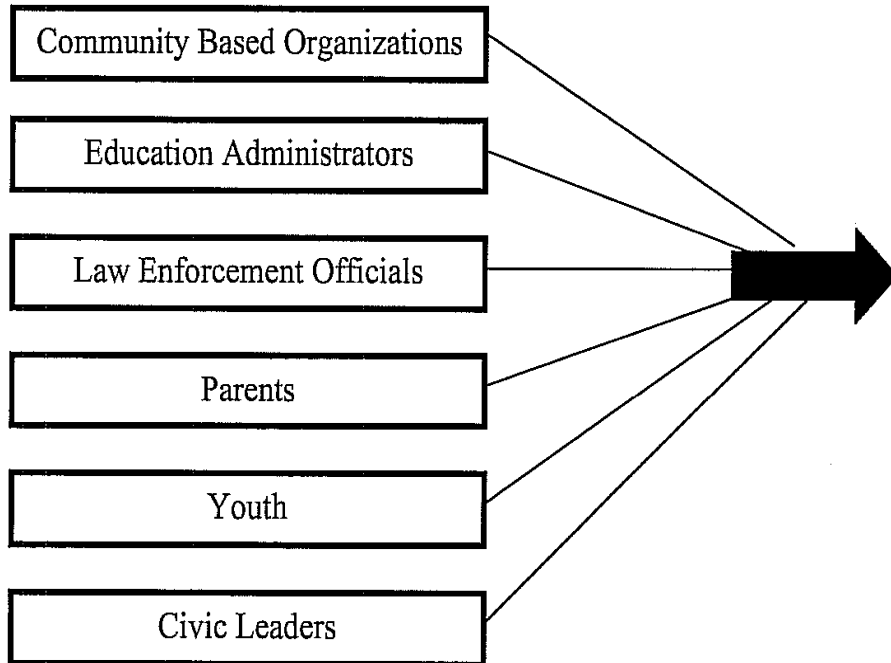 Community Based Organizations
Education Administrators
Law Enforcement Officials
Parents
Youth
Civic Leaders